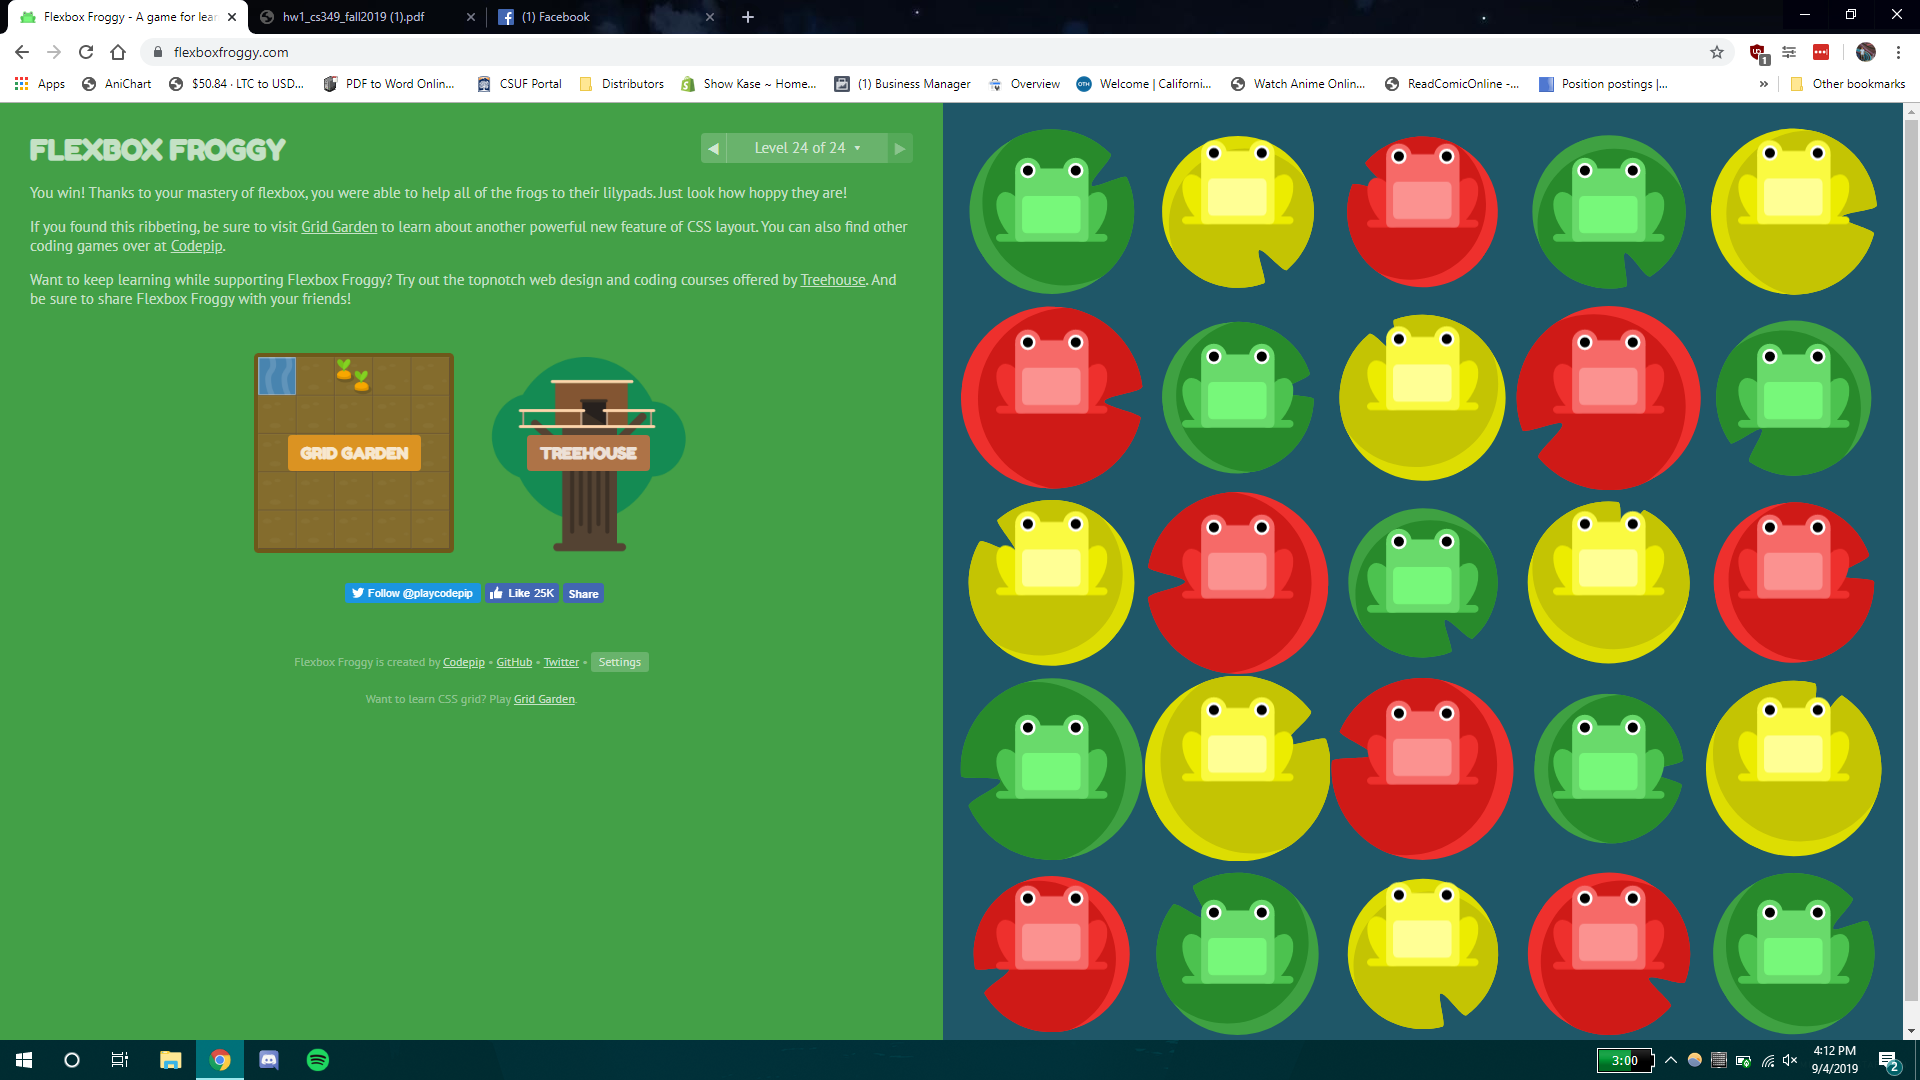 Flexbox Froggy - A game for lear
hw1_cs349_fall2019 (1).pdf
(1) Facebook
flexboxfroggy.com
1
Apps
AniChart
$50.84 · LTC to USD...
PDF to Word Online...
CSUF Portal
Distributors
Show Kase ~ Home...
(1) Business Manager
Overview
OTH
Welcome | Californi...
Watch Anime Onlin...
ReadComicOnline -...
Position postings |...
»
Other bookmarks
FLEXBOX FROGGY
Level 24 of 24
You win! Thanks to your mastery of flexbox, you were able to help all of the frogs to their lilypads. Just look how hoppy they are!
If you found this ribbeting, be sure to visit Grid Garden to learn about another powerful new feature of CSS layout. You can also find other
coding games over at Codepip.
Want to keep learning while supporting Flexbox Froggy? Try out the topnotch web design and coding courses offered by Treehouse. And
be sure to share Flexbox Froggy with your friends!
GRID GARDEN
TREEHOUSE
Follow @playcodepip
Like 25K
Share
Flexbox Froggy is created by Codepip • GitHub • Twitter • Settings
Want to learn CSS grid? Play Grid Garden.
3:00
4:12 PM
9/4/2019
2